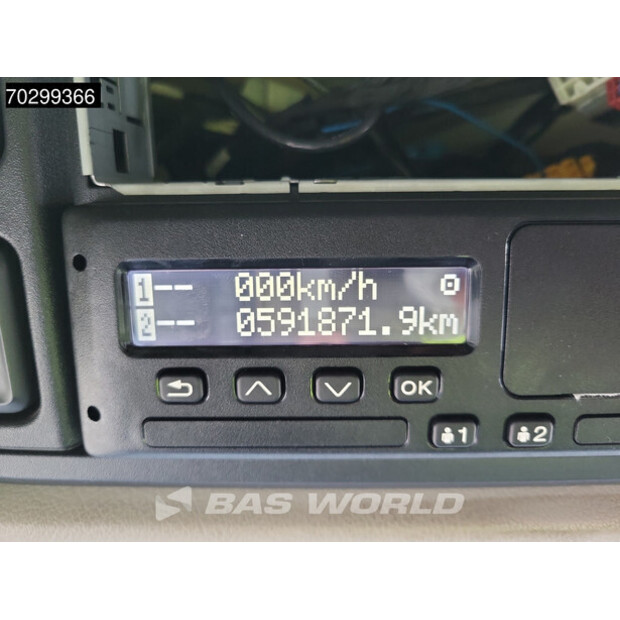 70299366
1-- 000km/h
2-- 0591871.9km
OK
1 2
BAS WORLD